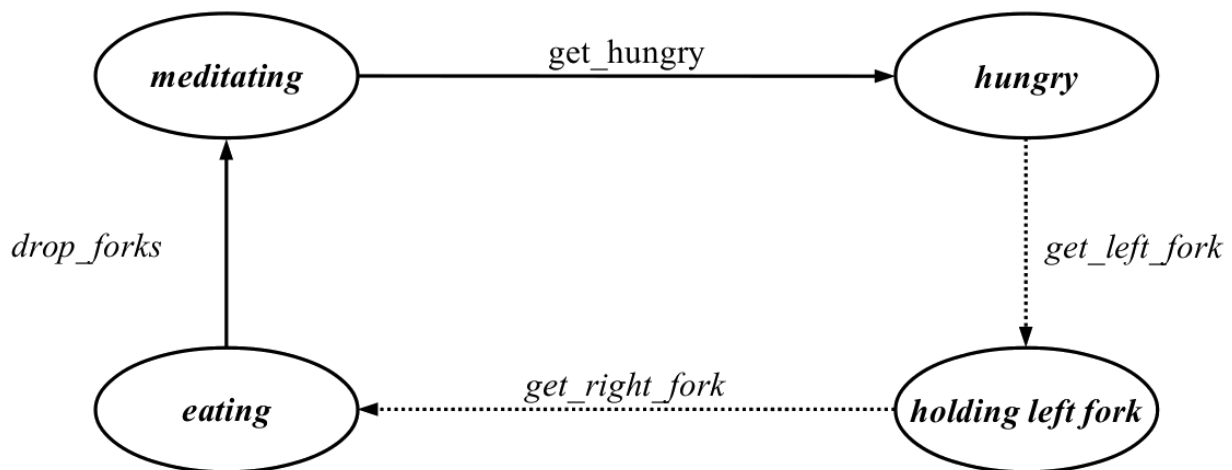 get_hungry
meditating
hungry
drop_forks
get_left_fork
get_right_fork
eating
holding left fork